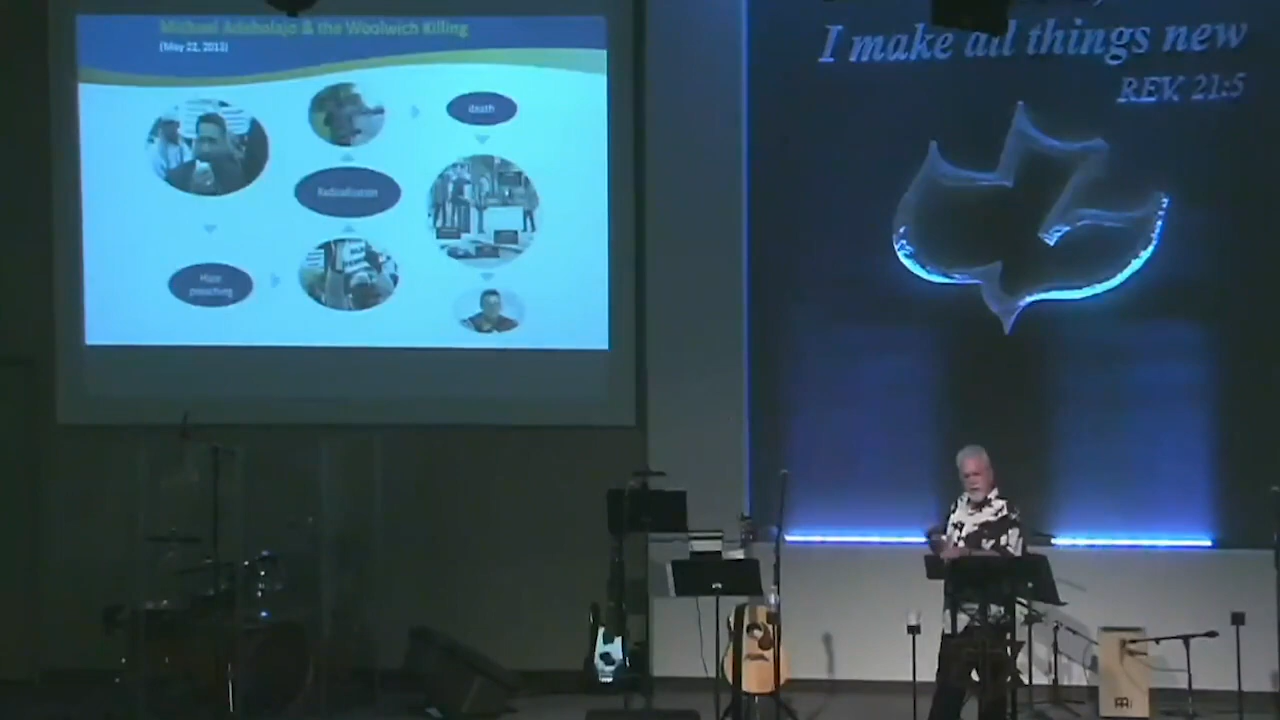 Michael Adebolajo & the Woolwich Killing
(May 22, 2013)
death
Radicalization
Hate
preaching
I make all things new
REV. 21:5
MEINL